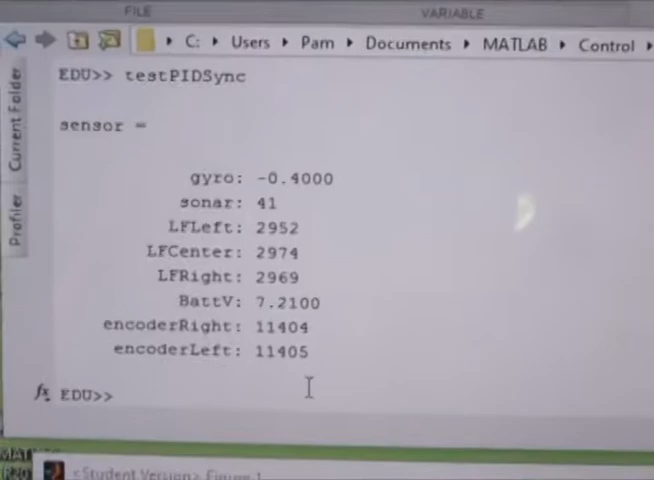 FILE
VARIABLE
C: Users Pam Documents MATLAB Control
Current Folder
Profiler
EDU>> testPIDSync
sensor =
gyro: -0.4000
sonar: 41
LFLeft: 2952
LFCenter: 2974
LFRight: 2969
BattV: 7.2100
encoderRight: 11404
encoderLeft: 11405
fx EDU>>
<Student Version> Figure 1